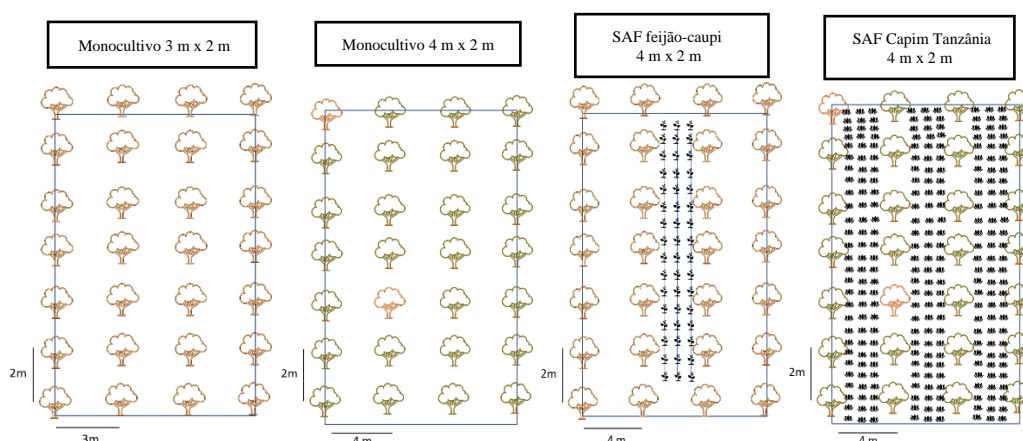 Monocultivo 3 m x 2 m
Monocultivo 4 m x 2 m
SAF feijão-caupi
4 m x 2 m
SAF Capim Tanzânia
4 m x 2 m
2m
2m
2m
2m
3m
4 m
4 m
4 m